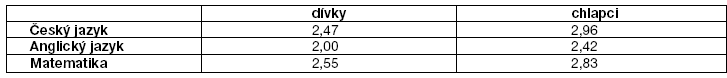 dívky chlapci
Český jazyk 2,47 2,96
Anglický jazyk 2,00 2,42
Matematika 2,55 2,83